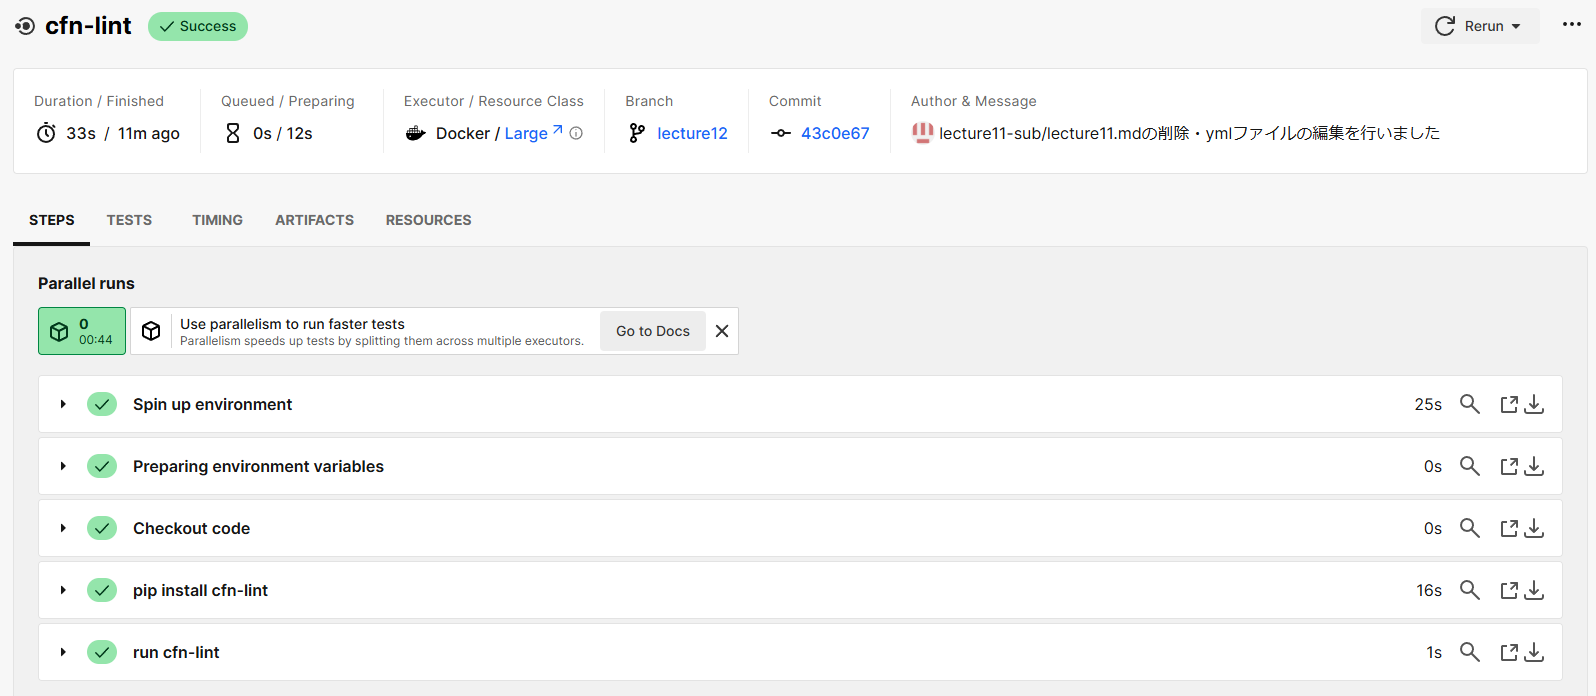 cfn-lint
Success
Rerun
Duration / Finished
33s / 11m ago
Queued / Preparing
0s / 12s
Executor / Resource Class
Docker / Large
Branch
lecture12
Commit
43c0e67
Author & Message
lecture11-sub/lecture11.mdの削除・ymlファイルの編集を行いました
STEPS TESTS TIMING ARTIFACTS RESOURCES
Parallel runs
0
00:44
Use parallelism to run faster tests
Parallelism speeds up tests by splitting them across multiple executors.
Go to Docs
Spin up environment 25s
Preparing environment variables 0s
Checkout code 0s
pip install cfn-lint 16s
run cfn-lint 1s